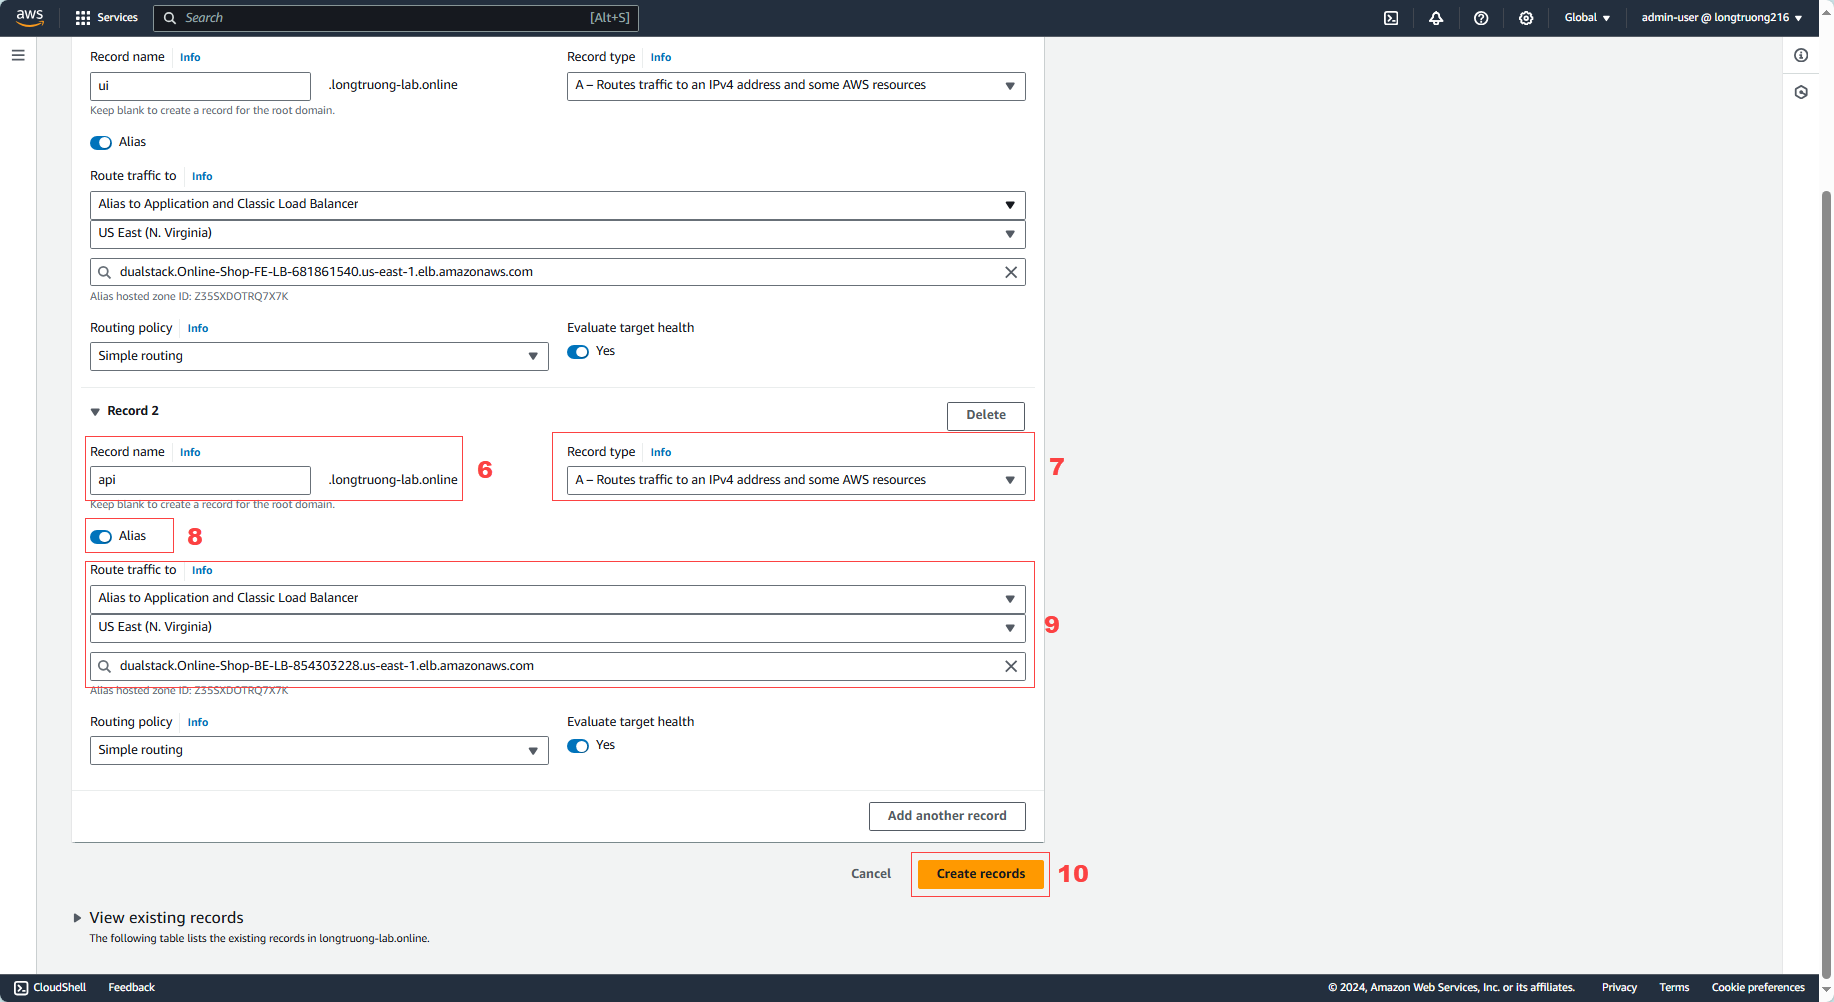 aws Services Search [Alt+S] Global admin-user @ longtruong216
Record name Info Record type Info
ui .longtruong-lab.online A – Routes traffic to an IPv4 address and some AWS resources
Keep blank to create a record for the root domain.
Alias
Route traffic to Info
Alias to Application and Classic Load Balancer
US East (N. Virginia)
dualstack.Online-Shop-FE-LB-681861540.us-east-1.elb.amazonaws.com
Alias hosted zone ID: Z35SXDOTRQ7X7K
Routing policy Info Evaluate target health
Simple routing Yes
Record 2 Delete
Record name Info 6 Record type Info 7
api .longtruong-lab.online A – Routes traffic to an IPv4 address and some AWS resources
Keep blank to create a record for the root domain.
Alias 8
Route traffic to Info
Alias to Application and Classic Load Balancer
US East (N. Virginia) 9
dualstack.Online-Shop-BE-LB-854303228.us-east-1.elb.amazonaws.com
Alias hosted zone ID: Z35SXDOTRQ7X7K
Routing policy Info Evaluate target health
Simple routing Yes
Add another record
Cancel Create records 10
View existing records
The following table lists the existing records in longtruong-lab.online.
CloudShell Feedback © 2024, Amazon Web Services, Inc. or its affiliates. Privacy Terms Cookie preferences